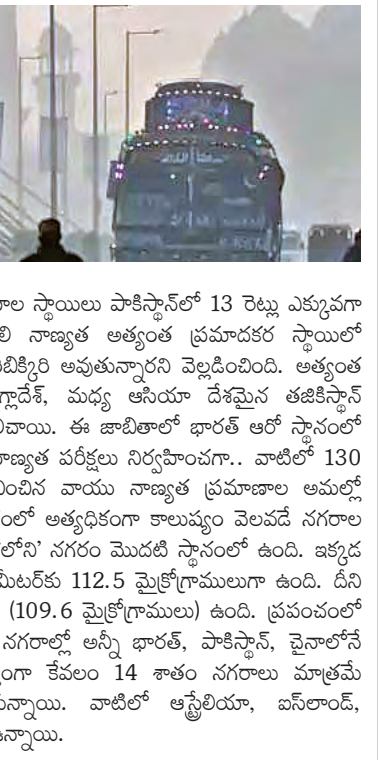 ాల స్థాయిలు పాకిస్థాన్‌లో 13 రెట్లు ఎక్కువగా
లి నాణ్యత అత్యంత ప్రమాదకర స్థాయిలో
రిబిక్కిరి అవుతున్నారని వెల్లడించింది. అత్యంత
గ్లాదేశ్, మధ్య ఆసియా దేశమైన తజికిస్థాన్
చాయి. ఈ జాబితాలో భారత్ ఆరో స్థానంలో
ాణ్యత పరీక్షలు నిర్వహించగా.. వాటిలో 130
ంచిన వాయు నాణ్యత ప్రమాణాల అమల్లో
ంలో అత్యధికంగా కాలుష్యం వెలవడే నగరాల
లోని’ నగరం మొదటి స్థానంలో ఉంది. ఇక్కడ
మీటర్‌కు 112.5 మైక్రోగ్రాములుగా ఉంది. దీని
(109.6 మైక్రోగ్రాములు) ఉంది. ప్రపంచంలో
నగరాల్లో అన్నీ భారత్, పాకిస్థాన్, చైనాలోనే
ంగా కేవలం 14 శాతం నగరాలు మాత్రమే
న్నాయి. వాటిలో ఆస్ట్రేలియా, ఐస్‌లాండ్,
న్నాయి.